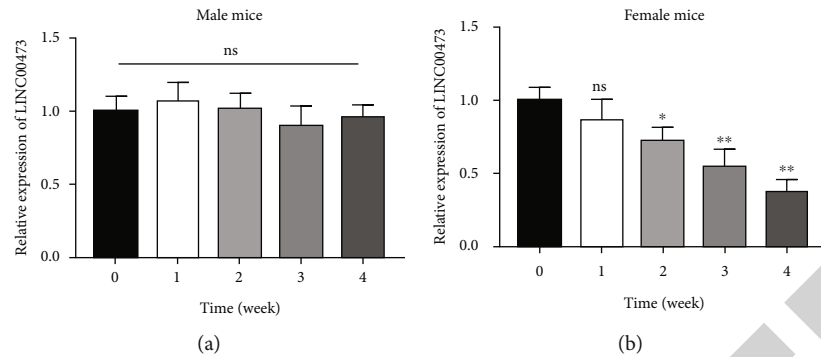 Male mice
Relative expression of LINC00473
1.5
1.0
0.5
0.0
ns
0 1 2 3 4
Time (week)
(a)
Female mice
Relative expression of LINC00473
1.5
1.0
0.5
0.0
ns
*
**
**
0 1 2 3 4
Time (week)
(b)